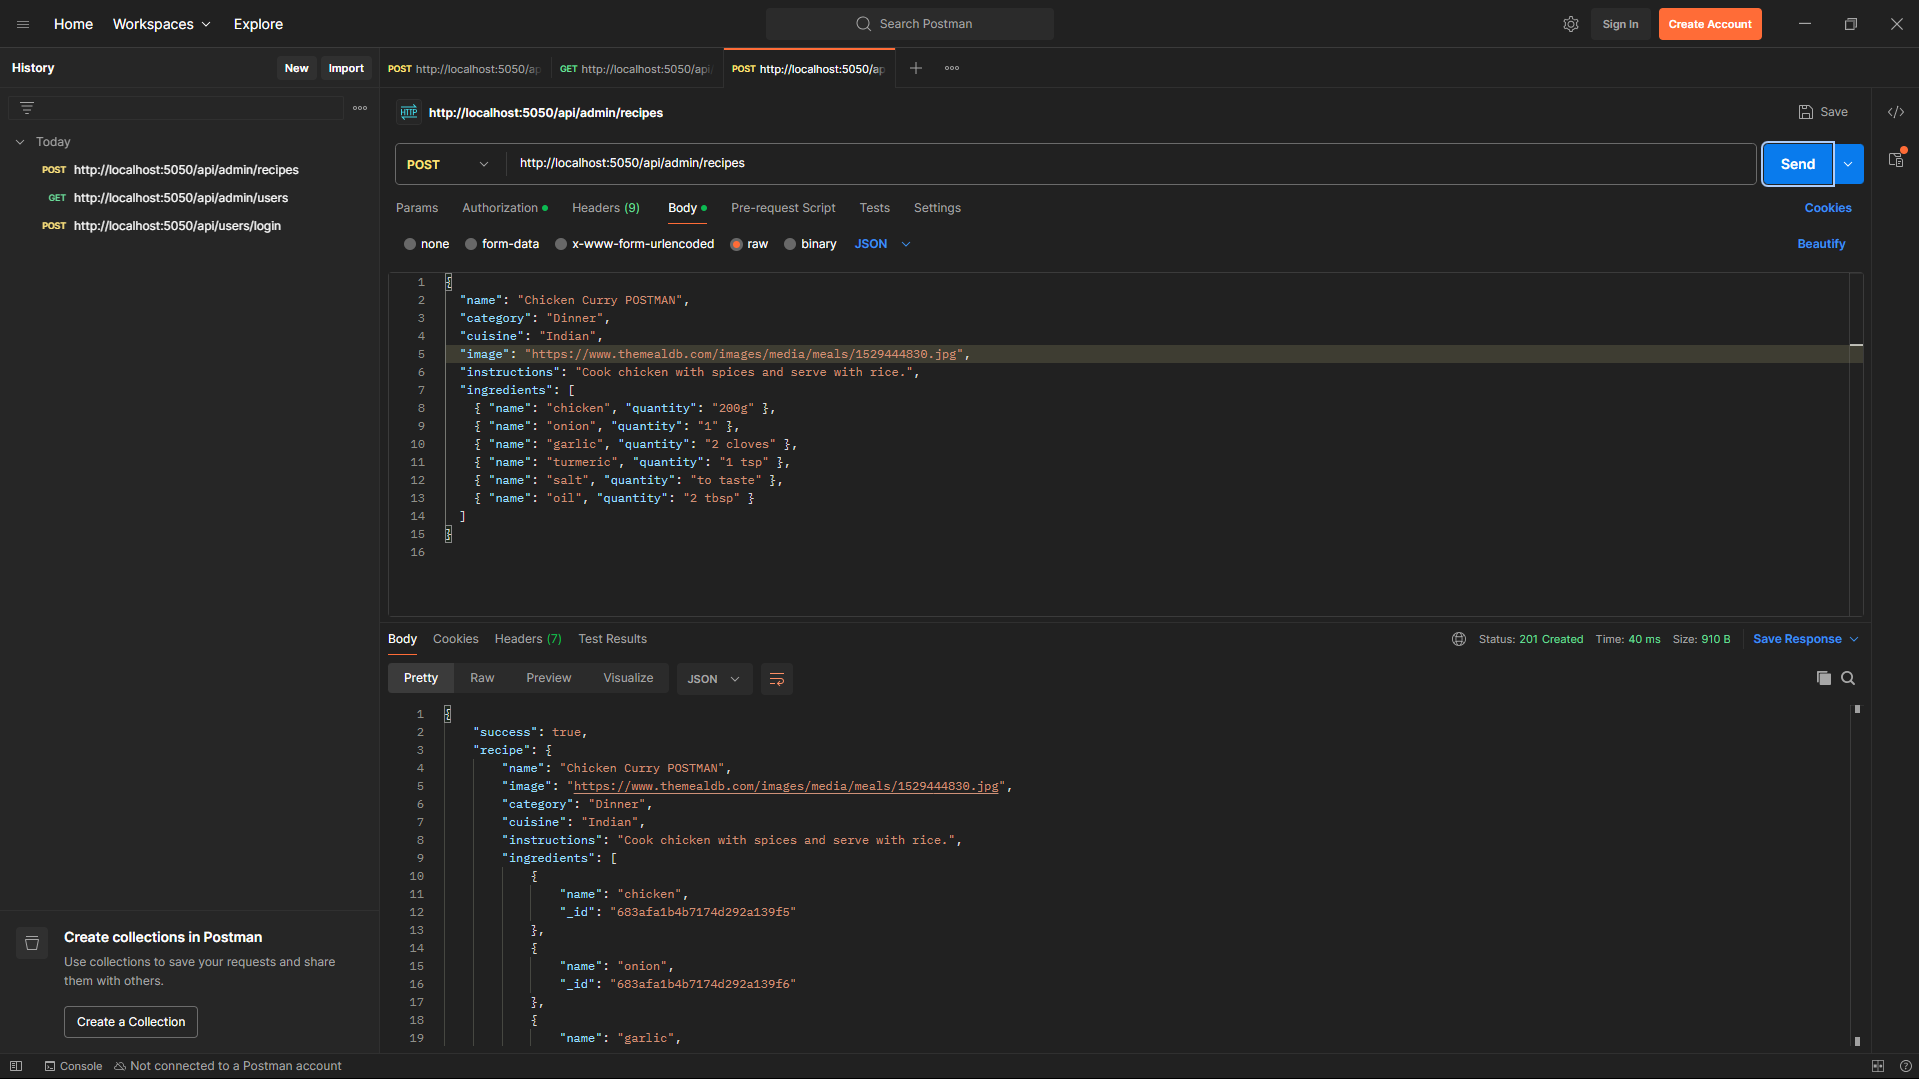 Home Workspaces Explore Search Postman Sign In Create Account
History New Import
POST http://localhost:5050/ap GET http://localhost:5050/api POST http://localhost:5050/ap
Today
POST http://localhost:5050/api/admin/recipes
GET http://localhost:5050/api/admin/users
POST http://localhost:5050/api/users/login
HTTP http://localhost:5050/api/admin/recipes Save
POST http://localhost:5050/api/admin/recipes Send
Params Authorization Headers (9) Body Pre-request Script Tests Settings Cookies
none form-data x-www-form-urlencoded raw binary JSON Beautify
1 {
2 "name": "Chicken Curry POSTMAN",
3 "category": "Dinner",
4 "cuisine": "Indian",
5 "image": "https://www.themealdb.com/images/media/meals/1529444830.jpg",
6 "instructions": "Cook chicken with spices and serve with rice.",
7 "ingredients": [
8 { "name": "chicken", "quantity": "200g" },
9 { "name": "onion", "quantity": "1" },
10 { "name": "garlic", "quantity": "2 cloves" },
11 { "name": "turmeric", "quantity": "1 tsp" },
12 { "name": "salt", "quantity": "to taste" },
13 { "name": "oil", "quantity": "2 tbsp" }
14 ]
15 }
16
Body Cookies Headers (7) Test Results Status: 201 Created Time: 40 ms Size: 910 B Save Response
Pretty Raw Preview Visualize JSON
1 {
2 "success": true,
3 "recipe": {
4 "name": "Chicken Curry POSTMAN",
5 "image": "https://www.themealdb.com/images/media/meals/1529444830.jpg",
6 "category": "Dinner",
7 "cuisine": "Indian",
8 "instructions": "Cook chicken with spices and serve with rice.",
9 "ingredients": [
10 {
11 "name": "chicken",
12 "_id": "683afa1b4b7174d292a139f5"
13 },
14 {
15 "name": "onion",
16 "_id": "683afa1b4b7174d292a139f6"
17 },
18 {
19 "name": "garlic",
Create collections in Postman
Use collections to save your requests and share
them with others.
Create a Collection
Console Not connected to a Postman account